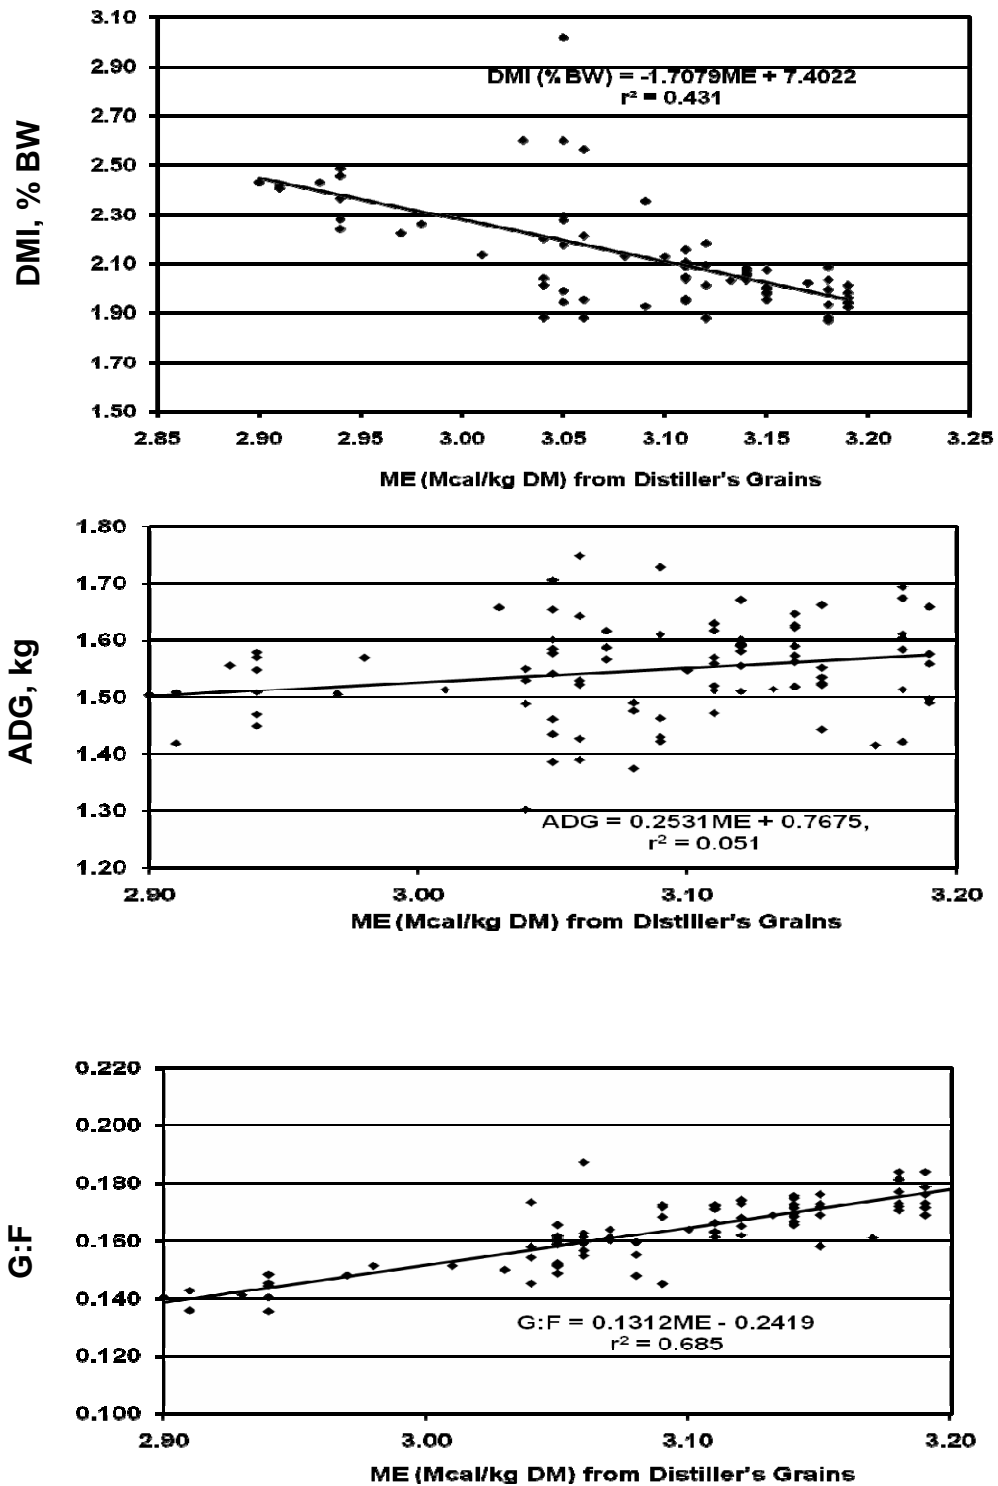 3.10
2.90
DMI (% BW) = -1.7079ME + 7.4022
r² = 0.431
2.70
2.50
2.30
2.10
1.90
1.70
1.50
DMI, % BW
2.85 2.90 2.95 3.00 3.05 3.10 3.15 3.20 3.25
ME (Mcal/kg DM) from Distiller's Grains
1.80
1.70
1.60
1.50
1.40
1.30
ADG = 0.2531ME + 0.7675,
r² = 0.051
1.20
ADG, kg
2.90 3.00 3.10 3.20
ME (Mcal/kg DM) from Distiller's Grains
0.220
0.200
0.180
0.160
0.140
G:F = 0.1312ME - 0.2419
r² = 0.685
0.120
0.100
G:F
2.90 3.00 3.10 3.20
ME (Mcal/kg DM) from Distiller's Grains